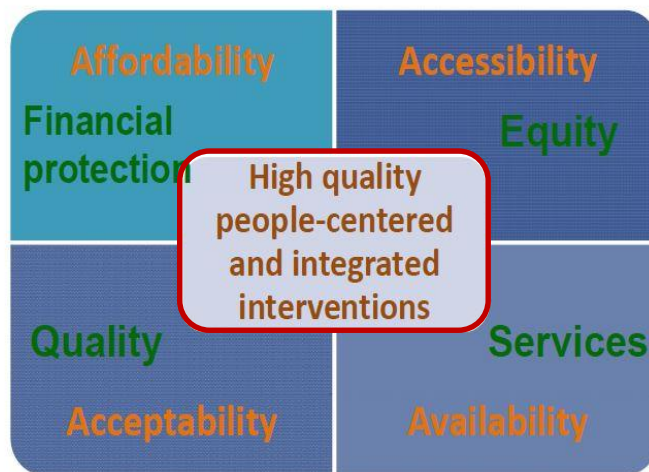 Affordability
Financial
protection
Accessibility
Equity
High quality
people-centered
and integrated
interventions
Quality
Acceptability
Services
Availability